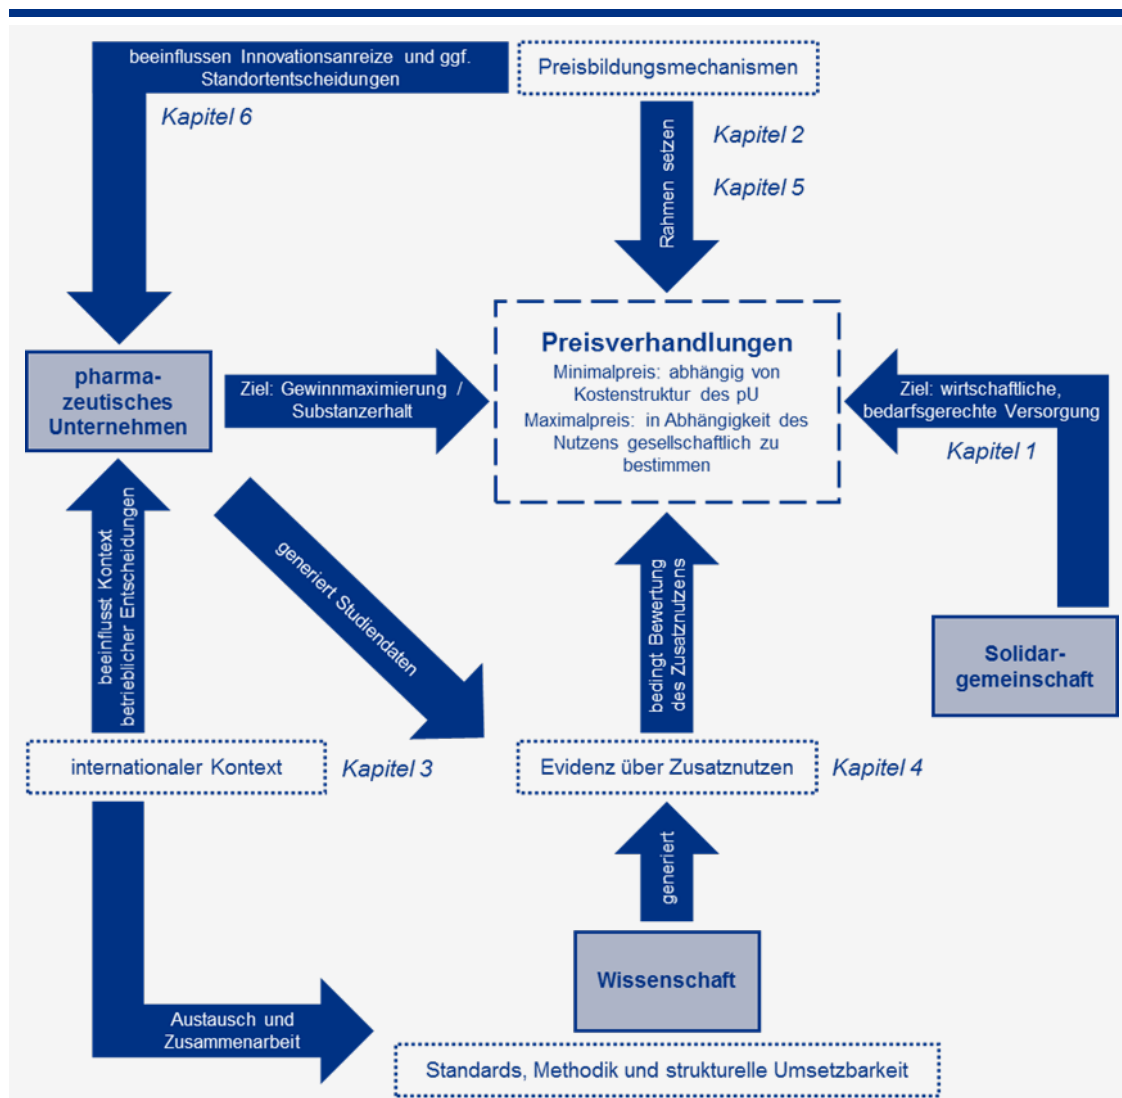 beeinflussen Innovationsanreize und ggf.
Standortentscheidungen
Preisbildungsmechanismen
Kapitel 6
Rahmen setzen
Kapitel 2
Kapitel 5
pharma-
zeutisches
Unternehmen
Ziel: Gewinnmaximierung /
Substanzerhalt
Preisverhandlungen
Minimalpreis: abhängig von
Kostenstruktur des pU
Maximalpreis: in Abhängigkeit des
Nutzens gesellschaftlich zu
bestimmen
Ziel: wirtschaftliche,
bedarfsgerechte Versorgung
Kapitel 1
beeinflusst Kontext
betrieblicher Entscheidungen
generiert Studiendaten
bedingt Bewertung
des Zusatznutzens
Solidar-
gemeinschaft
internationaler Kontext
Kapitel 3
Evidenz über Zusatznutzen
Kapitel 4
generiert
Wissenschaft
Austausch und
Zusammenarbeit
Standards, Methodik und strukturelle Umsetzbarkeit